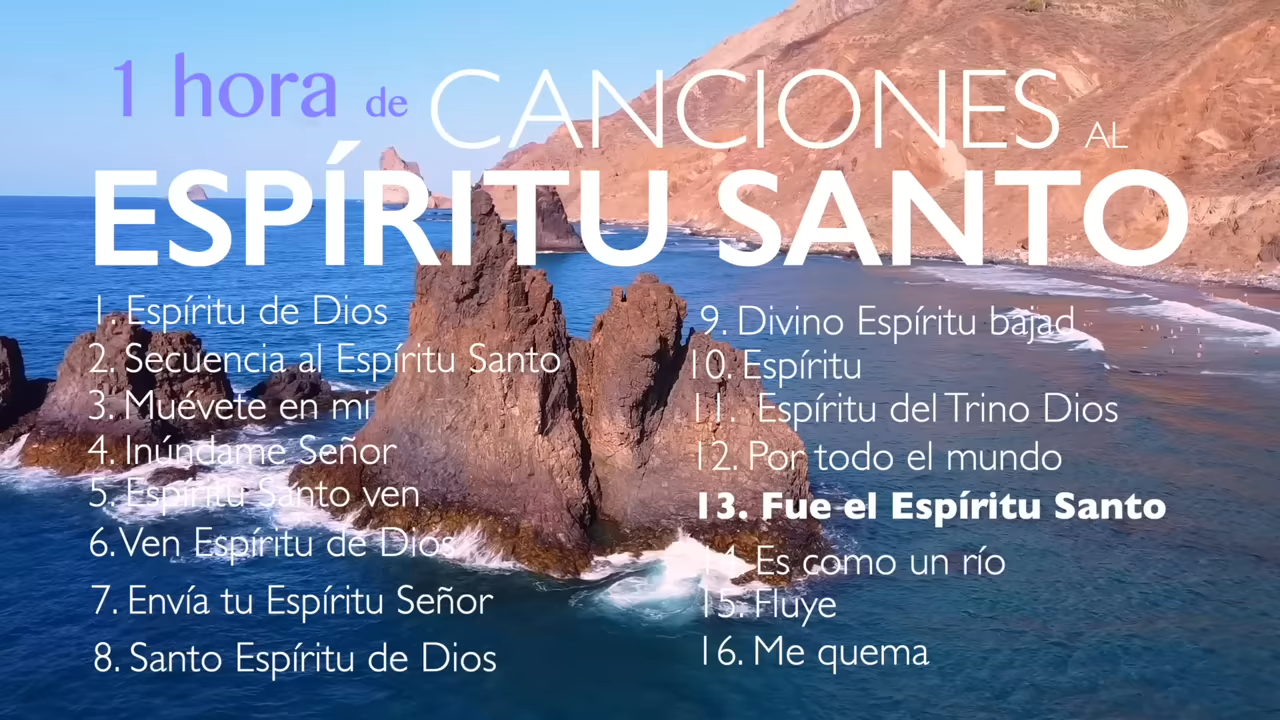 1 hora de CANCIONES AL
ESPÍRITU SANTO
1. Espíritu de Dios
2. Secuencia al Espíritu Santo
3. Muévete en mi
4. Inúndame Señor
5. Espíritu Santo ven
6. Ven Espíritu de Dios
7. Envía tu Espíritu Señor
8. Santo Espíritu de Dios
9. Divino Espíritu bajad
10. Espíritu
11. Espíritu del Trino Dios
12. Por todo el mundo
13. Fue el Espíritu Santo
14. Es como un río
15. Fluye
16. Me quema